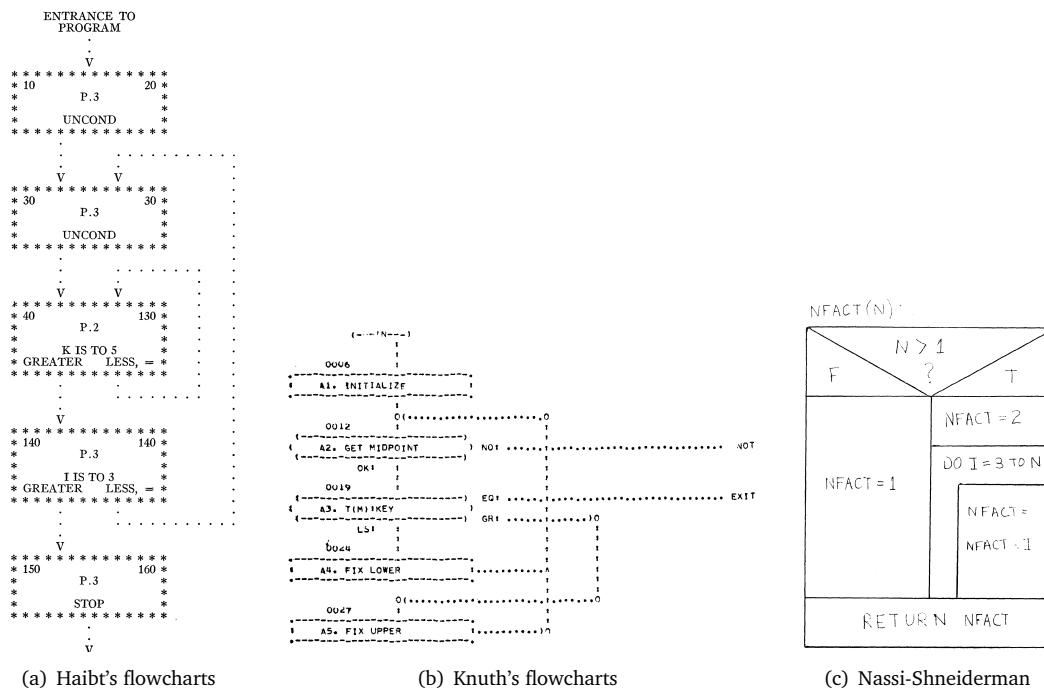 ENTRANCE TO
PROGRAM
V
10 20
P.3
UNCOND
V V
30 30
P.3
UNCOND
V V
40 130
P.2
K IS TO 5
GREATER LESS, =
V
140 140
P.3
I IS TO 3
GREATER LESS, =
V
150 160
P.3
STOP
V
(a) Haibt's flowcharts
0006
A1. INITIALIZE
0012
A2. GET MIDPOINT NOT: NOT
OK:
0019
A3. T(M):KEY EQ: EXIT
GR:
LS:
0024
A4. FIX LOWER
0027
A5. FIX UPPER
(b) Knuth's flowcharts
NFACT(N)
N > 1
?
F T
NFACT = 2
DO I = 3 TO N
NFACT = 1
NFACT =
NFACT · I
RETURN NFACT
(c) Nassi-Shneiderman